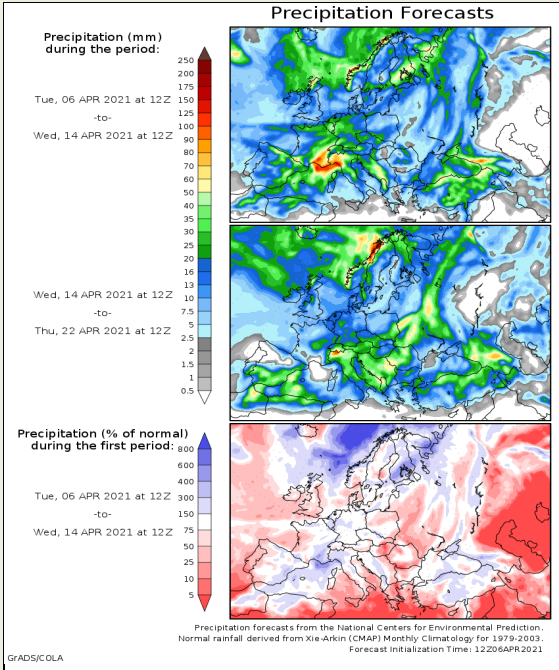 Precipitation Forecasts
Precipitation (mm)
during the period:
Tue, 06 APR 2021 at 12Z
-to-
Wed, 14 APR 2021 at 12Z
250
200
175
150
125
100
90
80
70
60
50
40
35
30
25
20
16
13
10
7.5
5
2.5
2
1.5
1
0.5
Wed, 14 APR 2021 at 12Z
-to-
Thu, 22 APR 2021 at 12Z
Precipitation (% of normal)
during the first period:
Tue, 06 APR 2021 at 12Z
-to-
Wed, 14 APR 2021 at 12Z
800
600
400
300
150
75
50
25
10
5
Precipitation forecasts from the National Centers for Environmental Prediction.
Normal rainfall derived from Xie-Arkin (CMAP) Monthly Climatology for 1979-2003.
Forecast Initialization Time: 12Z06APR2021
GrADS/COLA